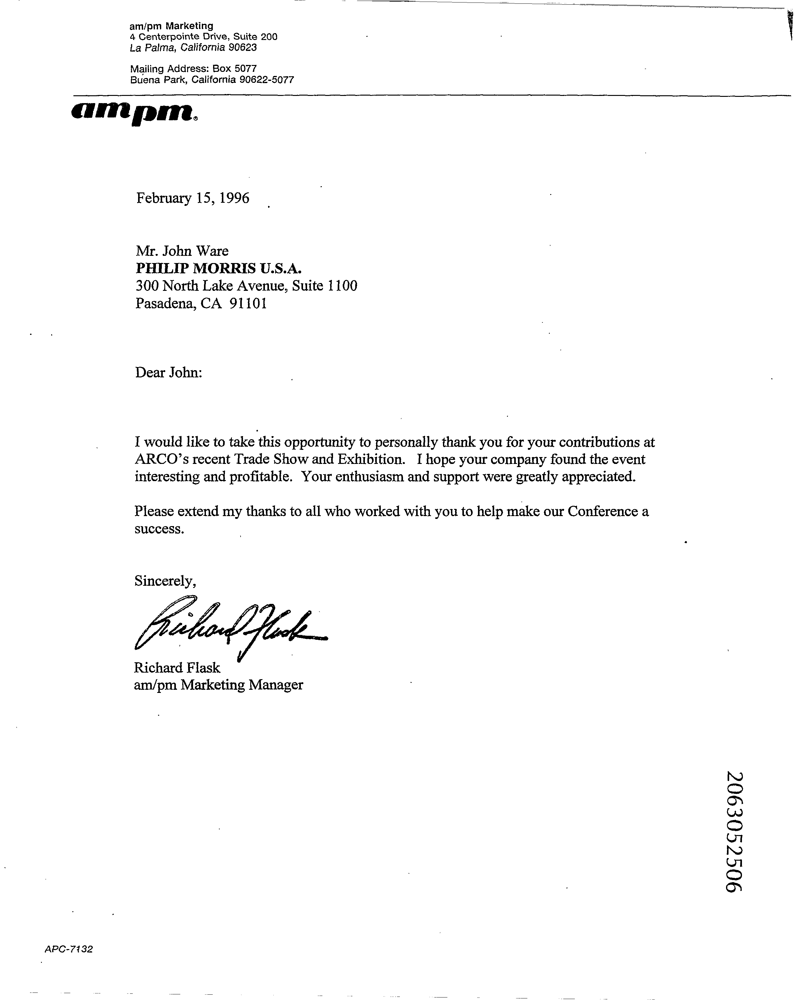 am/pm Marketing
4 Centerpointe Drive, Suite 200
La Palma, California 90623
Mailing Address: Box 5077
Buena Park, California 90622-5077
ampm®
February 15, 1996
Mr. John Ware
PHILIP MORRIS U.S.A.
300 North Lake Avenue, Suite 1100
Pasadena, CA 91101
Dear John:
I would like to take this opportunity to personally thank you for your contributions at
ARCO's recent Trade Show and Exhibition. I hope your company found the event
interesting and profitable. Your enthusiasm and support were greatly appreciated.
Please extend my thanks to all who worked with you to help make our Conference a
success.
Sincerely,
Richard Flask
Richard Flask
am/pm Marketing Manager
2063052506
APC-7132